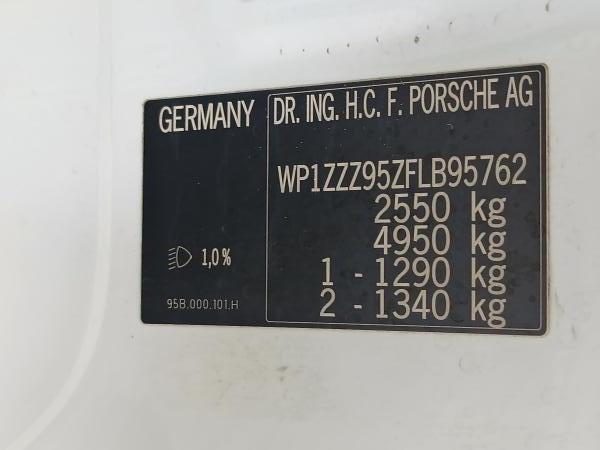 GERMANY
DR. ING. H.C. F. PORSCHE AG
WP1ZZZ95ZFLB95762
2550 kg
4950 kg
1 - 1290 kg
2 - 1340 kg
1,0%
95B.000.101.H